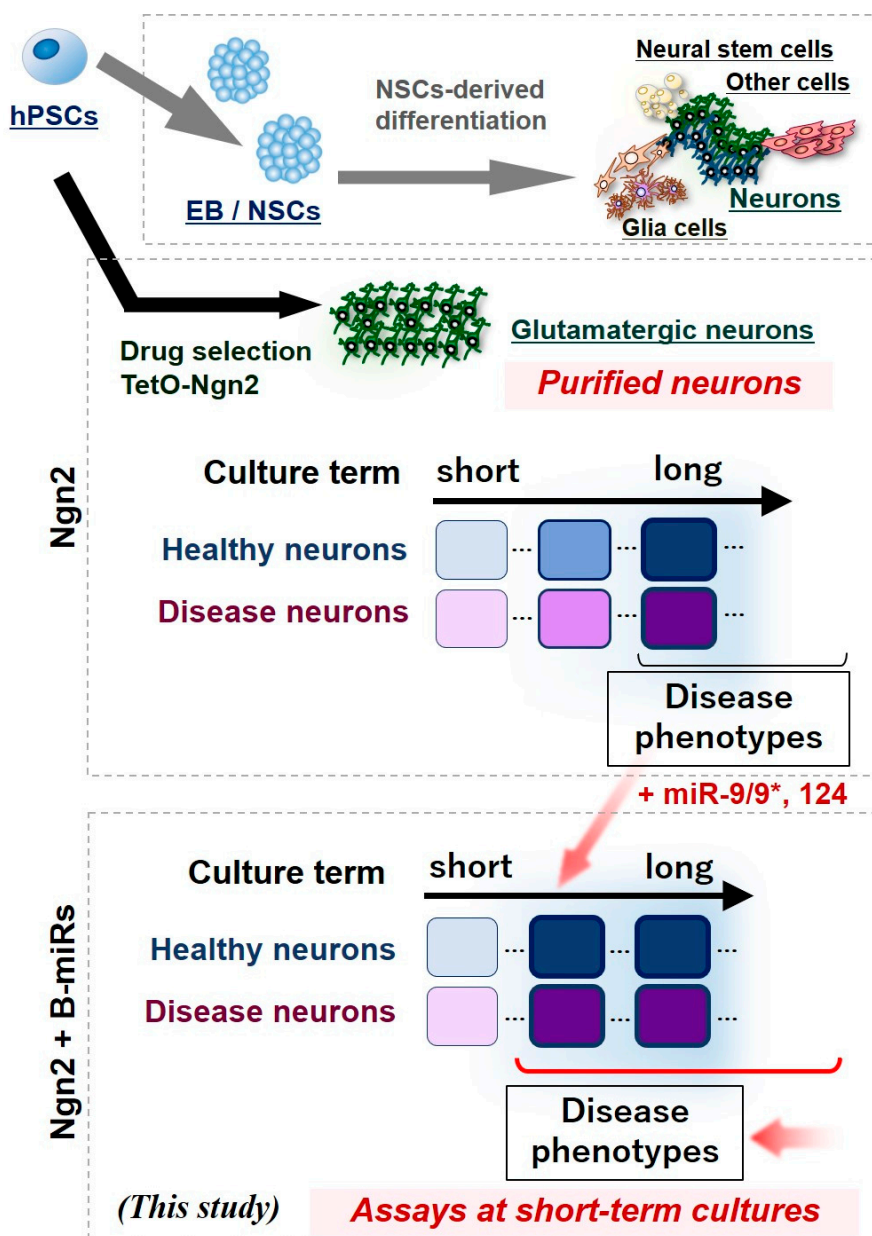 hPSCs
EB / NSCs
NSCs-derived
differentiation
Neural stem cells
Other cells
Neurons
Glia cells
Drug selection
TetO-Ngn2
Glutamatergic neurons
Purified neurons
Ngn2
Culture term
short
long
Healthy neurons
... ... ...
Disease neurons
... ... ...
Disease
phenotypes
+ miR-9/9*, 124
Ngn2 + B-miRs
Culture term
short
long
Healthy neurons
... ... ...
Disease neurons
... ... ...
Disease
phenotypes
(This study)
Assays at short-term cultures